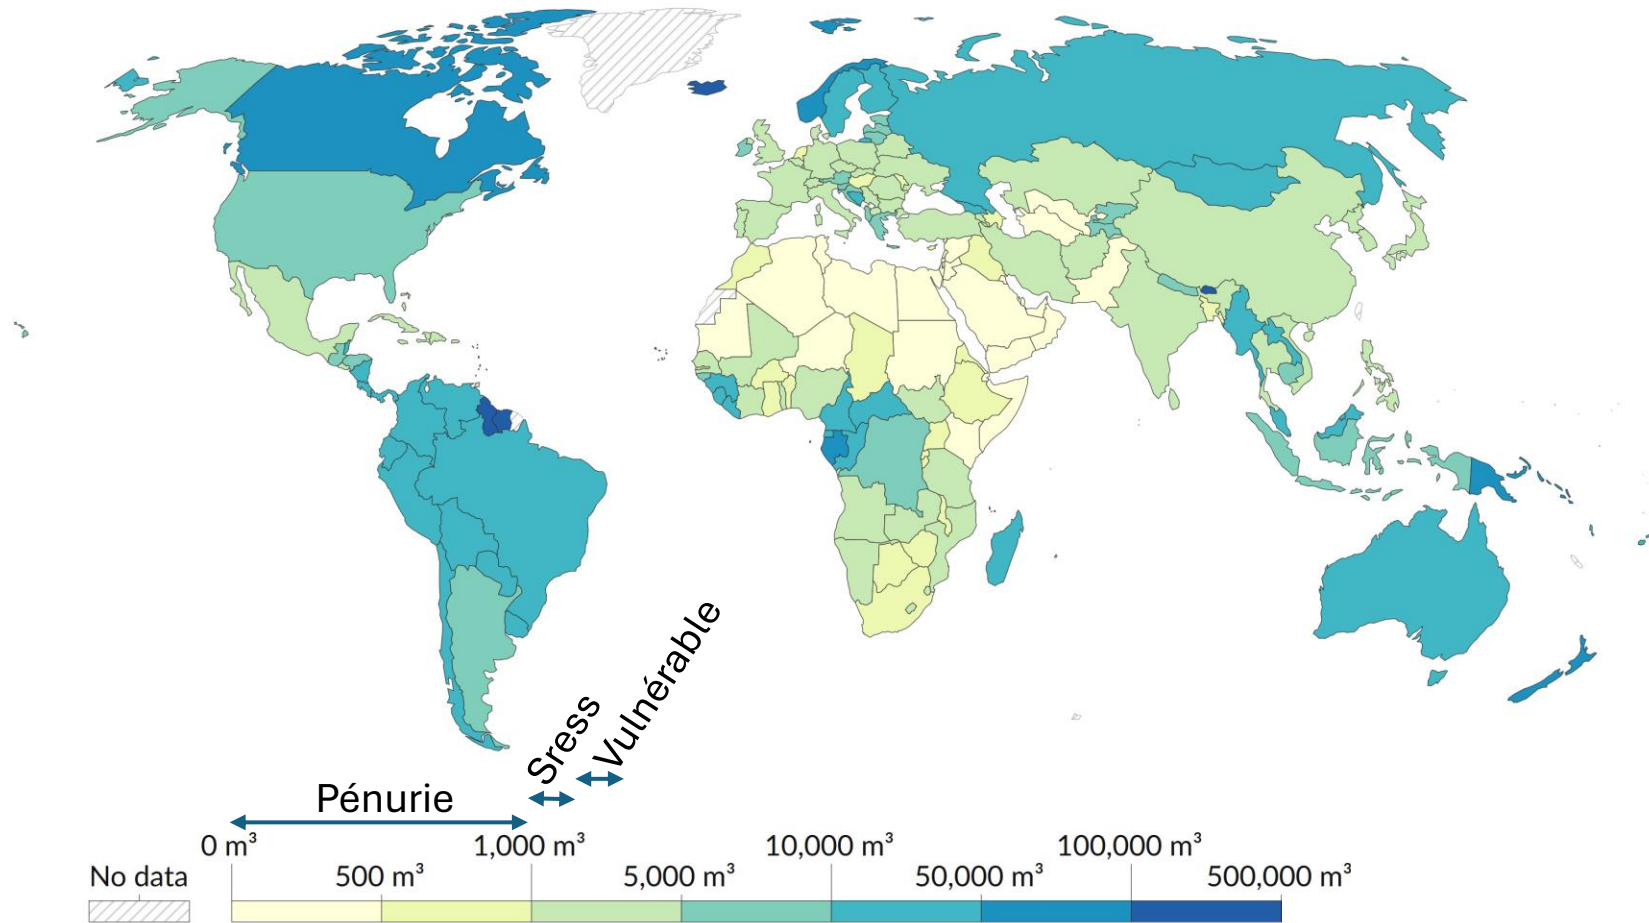 Vulnérable
Sress
Pénurie
0 m³ 1,000 m³ 10,000 m³ 100,000 m³
No data 500 m³ 5,000 m³ 50,000 m³ 500,000 m³